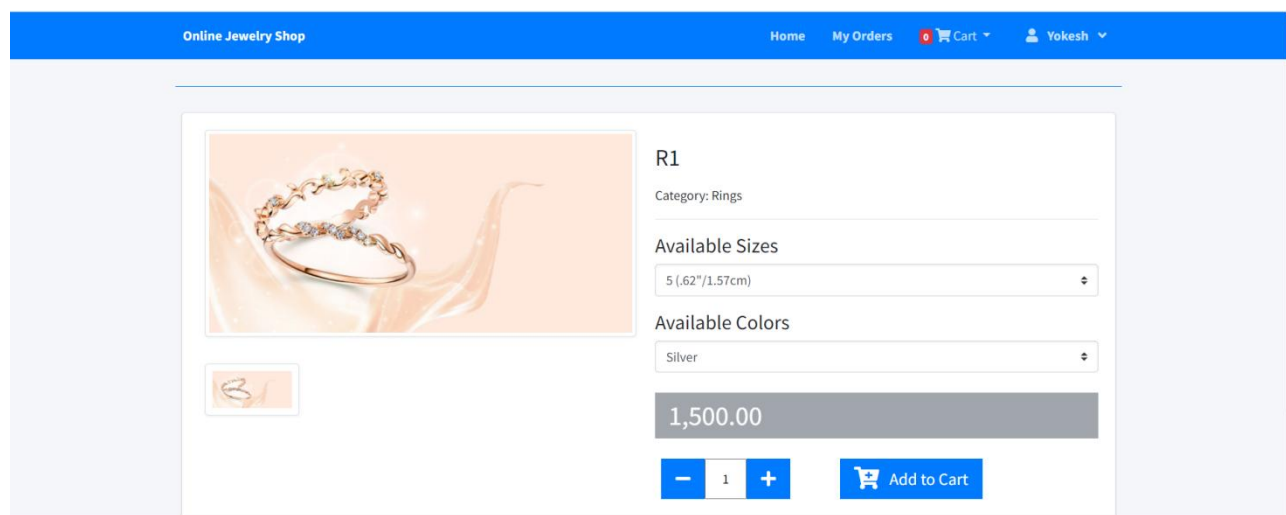 Online Jewelry Shop
Home My Orders 0 Cart Yokesh
R1
Category: Rings
Available Sizes
5 (.62"/1.57cm)
Available Colors
Silver
1,500.00
1
Add to Cart